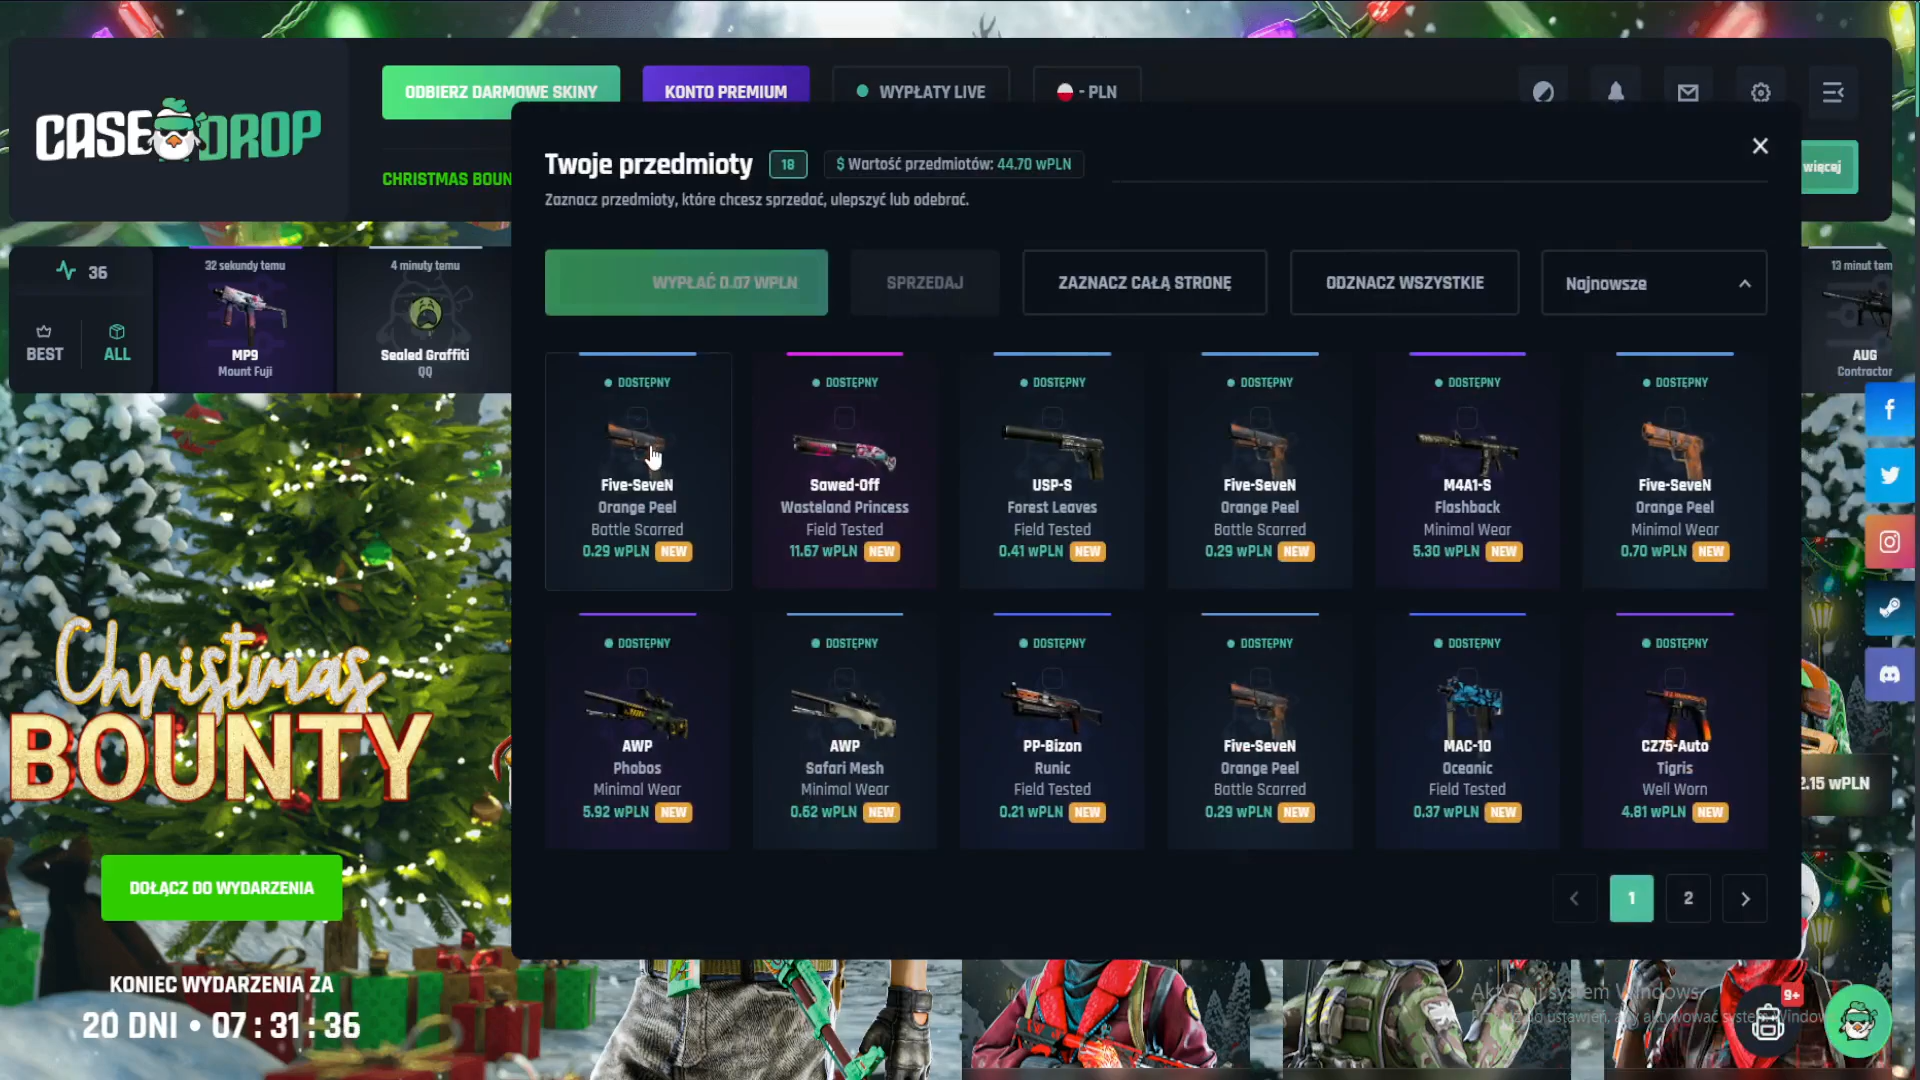 CASE DROP
ODBIERZ DARMOWE SKINY
KONTO PREMIUM
WYPŁATY LIVE
- PLN
CHRISTMAS BOUN
więcej
Twoje przedmioty
18
$ Wartość przedmiotów: 44.70 wPLN
Zaznacz przedmioty, które chcesz sprzedać, ulepszyć lub odebrać.
WYPŁAĆ 0.07 WPLN
SPRZEDAJ
ZAZNACZ CAŁĄ STRONĘ
ODZNACZ WSZYSTKIE
Najnowsze
36
BEST
ALL
32 sekundy temu
MP9
Mount Fuji
4 minuty temu
Sealed Graffiti
QQ
13 minut tem
AUG
Contractor
DOSTĘPNY
Five-SeveN
Orange Peel
Battle Scarred
0.29 wPLN NEW
DOSTĘPNY
Sawed-Off
Wasteland Princess
Field Tested
11.67 wPLN NEW
DOSTĘPNY
USP-S
Forest Leaves
Field Tested
0.41 wPLN NEW
DOSTĘPNY
Five-SeveN
Orange Peel
Battle Scarred
0.29 wPLN NEW
DOSTĘPNY
M4A1-S
Flashback
Minimal Wear
5.30 wPLN NEW
DOSTĘPNY
Five-SeveN
Orange Peel
Minimal Wear
0.70 wPLN NEW
DOSTĘPNY
AWP
Phobos
Minimal Wear
5.92 wPLN NEW
DOSTĘPNY
AWP
Safari Mesh
Minimal Wear
0.62 wPLN NEW
DOSTĘPNY
PP-Bizon
Runic
Field Tested
0.21 wPLN NEW
DOSTĘPNY
Five-SeveN
Orange Peel
Battle Scarred
0.29 wPLN NEW
DOSTĘPNY
MAC-10
Oceanic
Field Tested
0.37 wPLN NEW
DOSTĘPNY
CZ75-Auto
Tigris
Well Worn
4.81 wPLN NEW
1
2
Christmas
BOUNTY
DOŁĄCZ DO WYDARZENIA
KONIEC WYDARZENIA ZA
20 DNI • 07 : 31 : 36
2.15 wPLN
system Windows
ustawień, aby aktywować system
9+